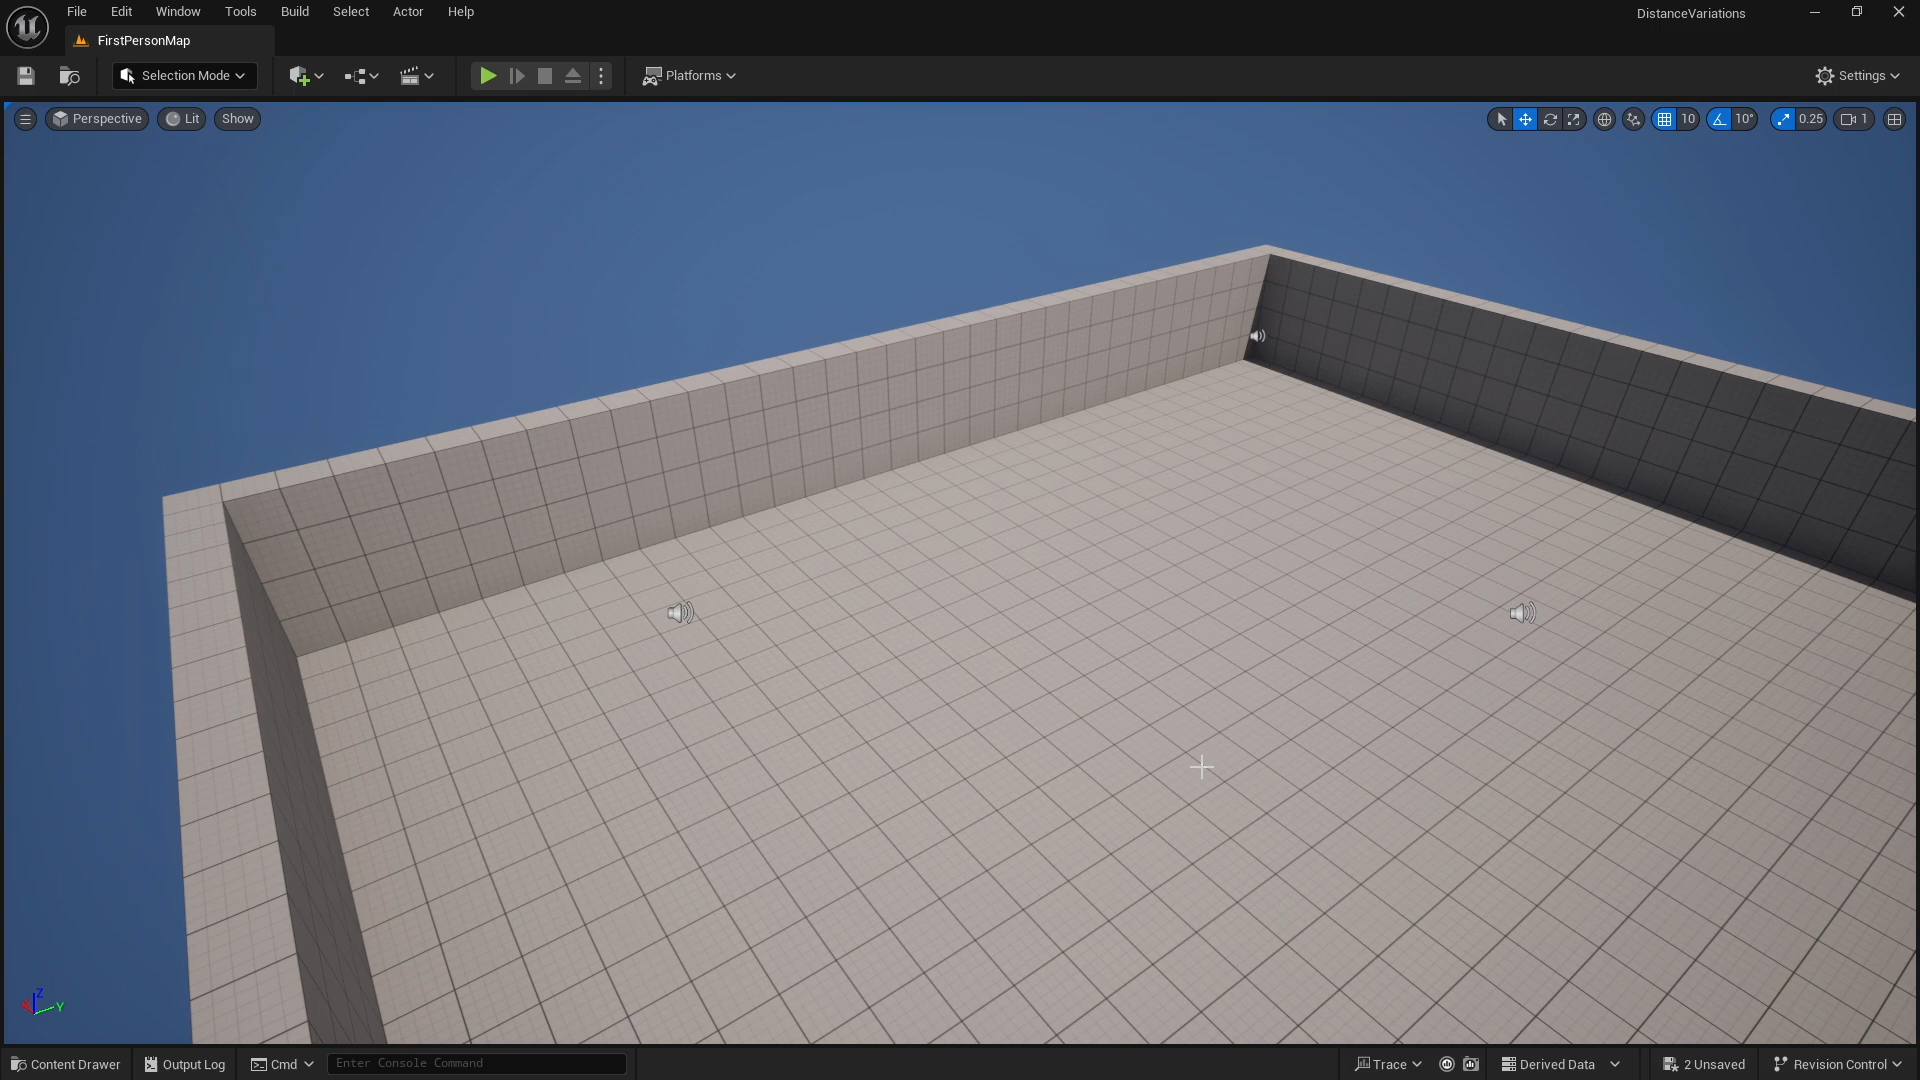 File Edit Window Tools Build Select Actor Help
DistanceVariations
FirstPersonMap
Selection Mode
Platforms
Settings
Perspective Lit Show
10 10° 0.25 1
Z
X Y
Content Drawer Output Log Cmd Enter Console Command
Trace Derived Data 2 Unsaved Revision Control